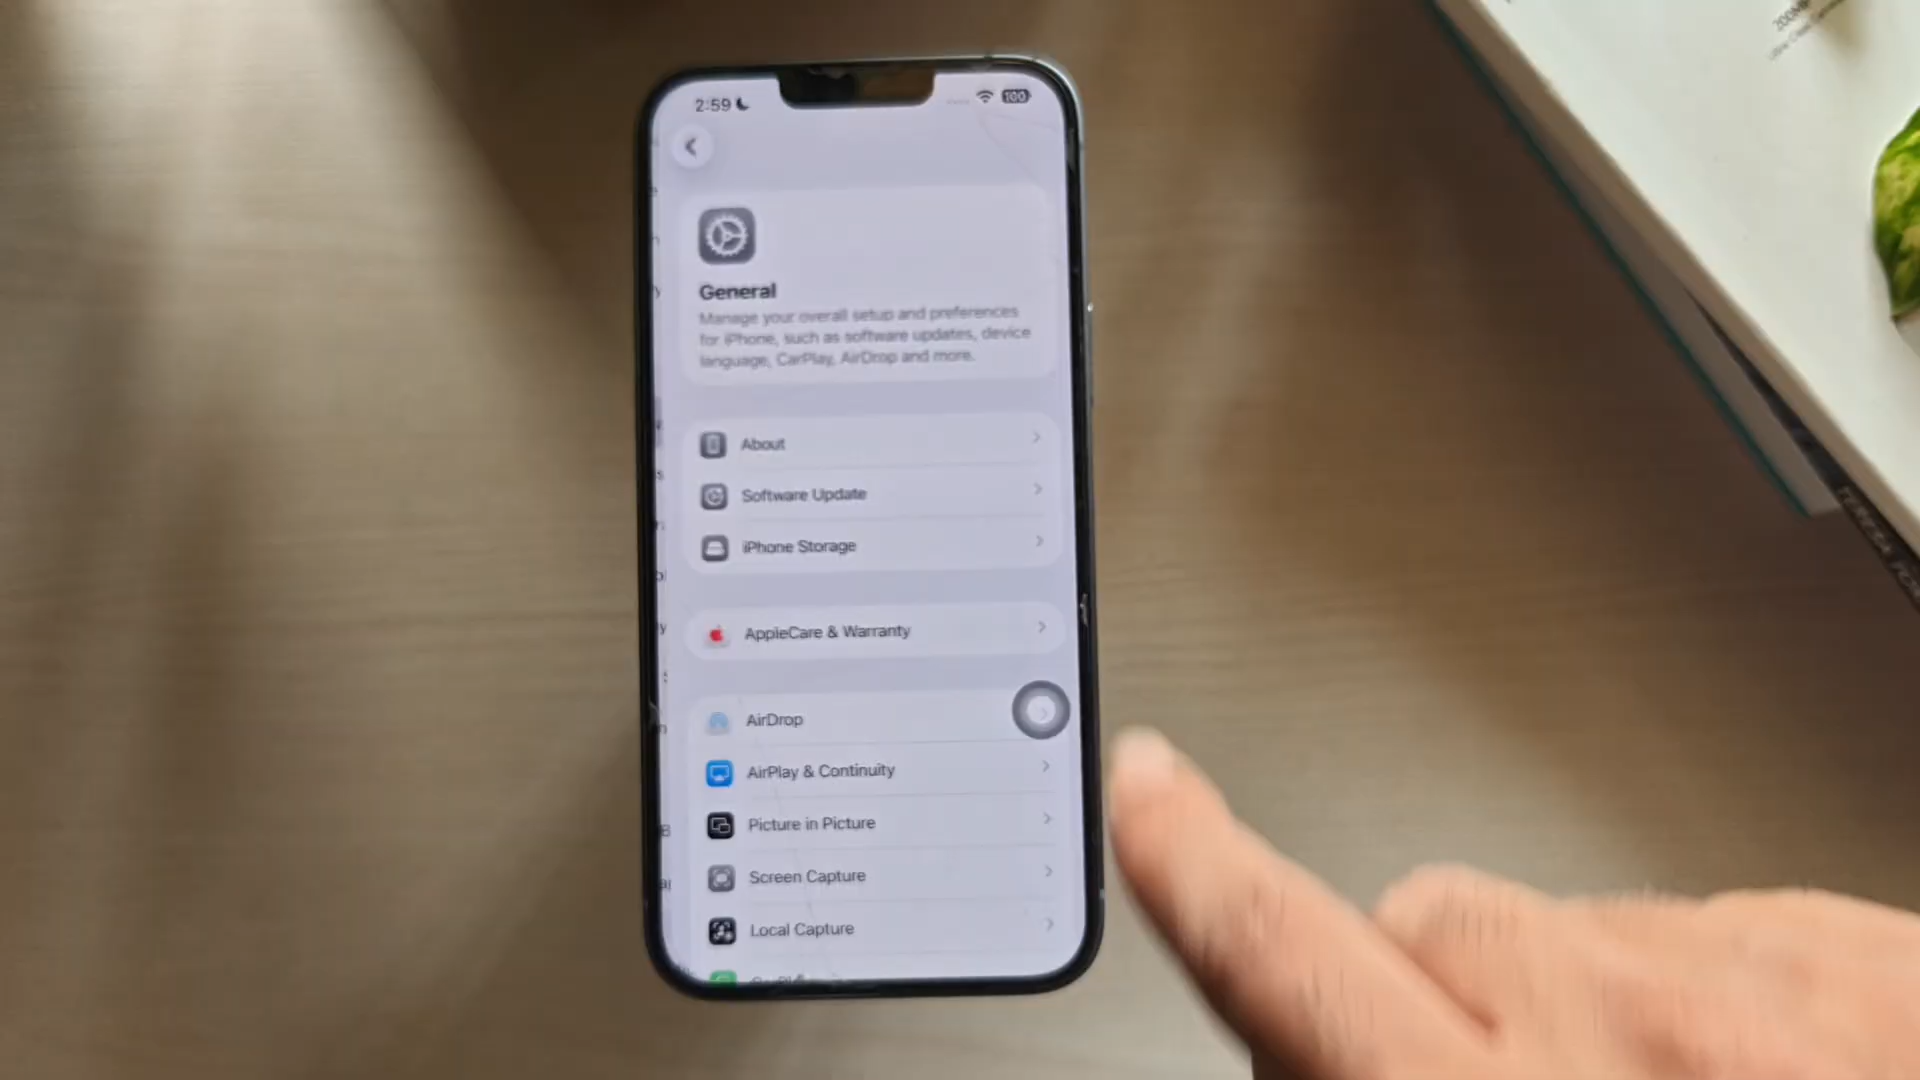 2:59
100
General
Manage your overall setup and preferences
for iPhone, such as software updates, device
language, CarPlay, AirDrop and more.
About
Software Update
iPhone Storage
AppleCare & Warranty
AirDrop
AirPlay & Continuity
Picture in Picture
Screen Capture
Local Capture
200MP